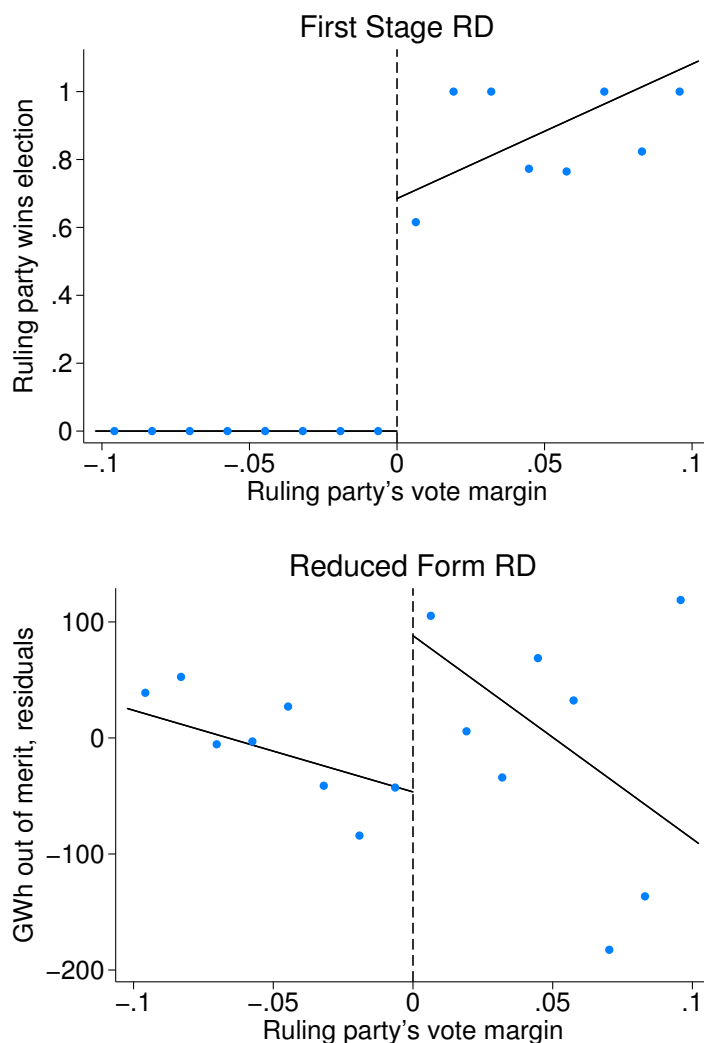 First Stage RD
Ruling party wins election
1
.8
.6
.4
.2
0
−.1 −.05 0 .05 .1
Ruling party's vote margin
Reduced Form RD
GWh out of merit, residuals
100
0
−100
−200
−.1 −.05 0 .05 .1
Ruling party's vote margin